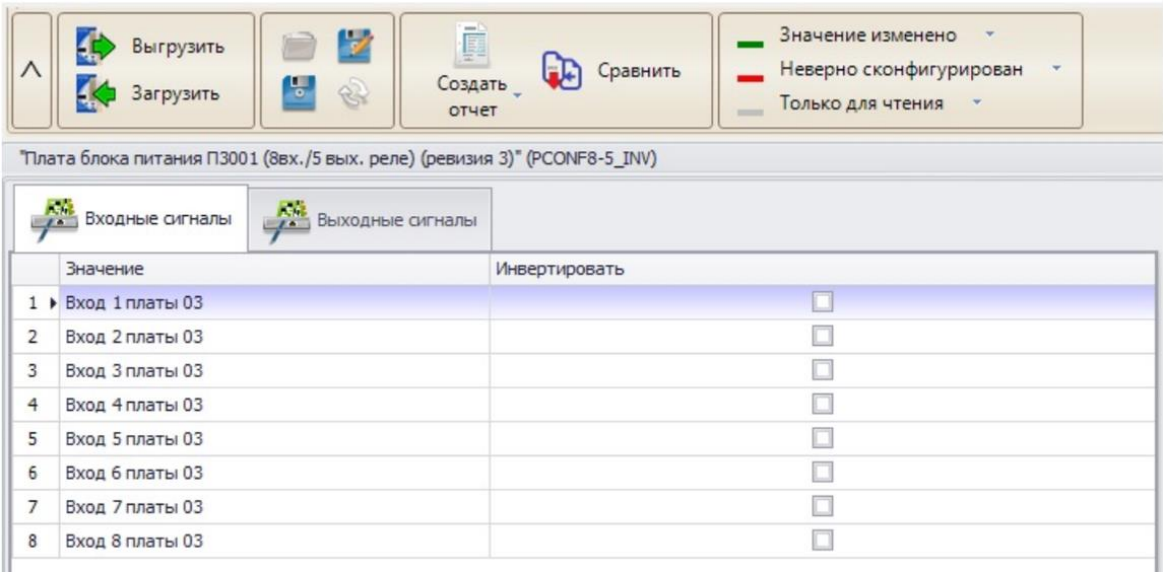 Выгрузить
Загрузить
Создать
отчет
Сравнить
Значение изменено
Неверно сконфигурирован
Только для чтения
"Плата блока питания П3001 (8вх./5 вых. реле) (ревизия 3)" (PCONF8-5_INV)
Входные сигналы Выходные сигналы
Значение Инвертировать
1 Вход 1 платы 03
2 Вход 2 платы 03
3 Вход 3 платы 03
4 Вход 4 платы 03
5 Вход 5 платы 03
6 Вход 6 платы 03
7 Вход 7 платы 03
8 Вход 8 платы 03